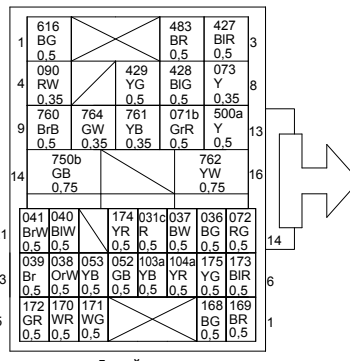 616 483 427
1 BG BR BlR 3
0,5 0,5 0,5
090 429 428 073
4 RW YG BlG Y 8
0,35 0,5 0,5 0,35
760 764 761 071b 500a
9 BrB GW YB GrR Y 13
0,5 0,35 0,35 0,5 0,5
750b 762
14 GB YW 16
0,75 0,75
041 040 174 031c 037 036 072
BrW BlW YR R BW BG RG
0,5 0,5 0,5 0,5 0,5 0,5 0,5 14
039 038 053 052 103a 104a 175 173
Br OrW YB GB YB YR YG BlR 6
0,5 0,5 0,5 0,5 0,5 0,5 0,5 0,5
172 170 171 168 169
GR WR WG BG BR 1
0,5 0,5 0,5 0,5 0,5